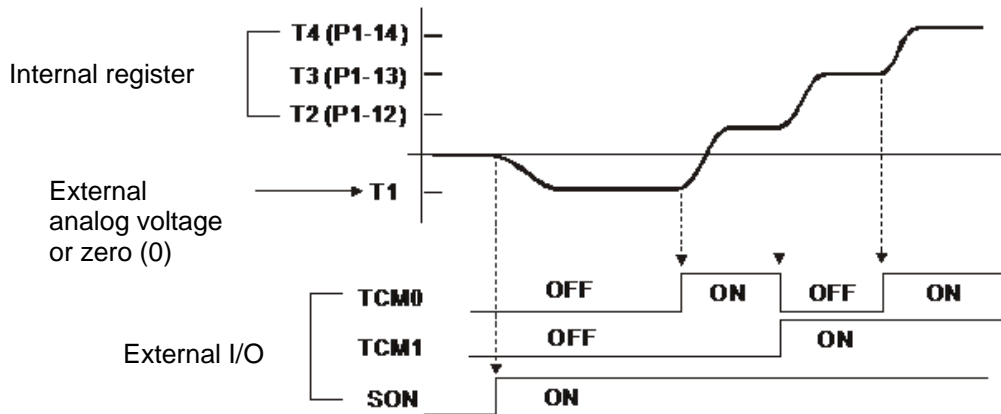 T4 (P1-14)
Internal register
T3 (P1-13)
T2 (P1-12)
External
analog voltage
or zero (0)
T1
TCM0
OFF
ON
OFF
ON
TCM1
OFF
ON
External I/O
SON
ON